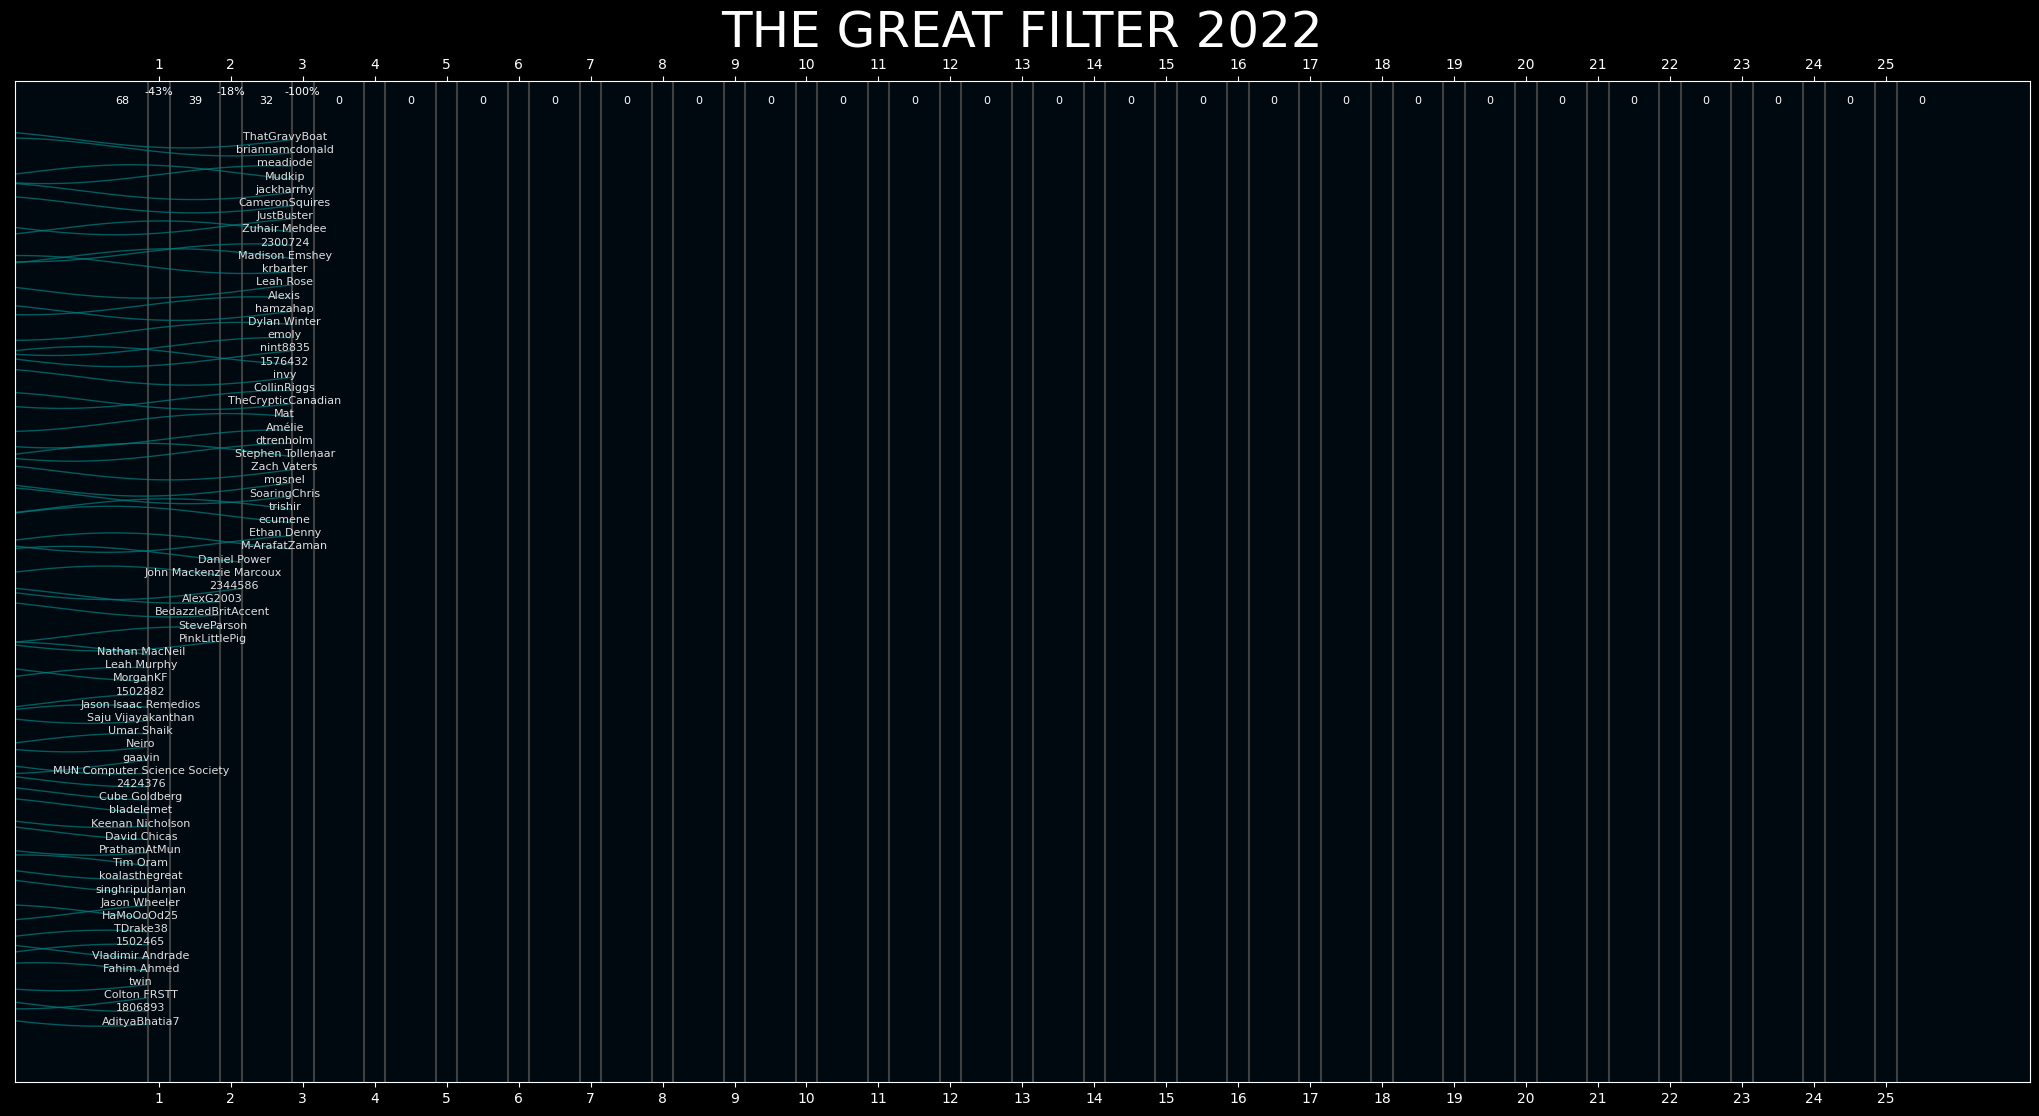 THE GREAT FILTER 2022
1 2 3 4 5 6 7 8 9 10 11 12 13 14 15 16 17 18 19 20 21 22 23 24 25
-43% -18% -100%
68 39 32 0 0 0 0 0 0 0 0 0 0 0 0 0 0 0 0 0 0 0 0 0 0 0
ThatGravyBoat
briannamcdonald
meadiode
Mudkip
jackharrhy
CameronSquires
JustBuster
Zuhair Mehdee
2300724
Madison Emshey
krbarter
Leah Rose
Alexis
hamzahap
Dylan Winter
emoly
nint8835
1576432
invy
CollinRiggs
TheCrypticCanadian
Mat
Amélie
dtrenholm
Stephen Tollenaar
Zach Vaters
mgsnel
SoaringChris
trishir
ecumene
Ethan Denny
M-ArafatZaman
Daniel Power
John Mackenzie Marcoux
2344586
AlexG2003
BedazzledBritAccent
SteveParson
PinkLittlePig
Nathan MacNeil
Leah Murphy
MorganKF
1502882
Jason Isaac Remedios
Saju Vijayakanthan
Umar Shaik
Neiro
gaavin
MUN Computer Science Society
2424376
Cube Goldberg
bladelemet
Keenan Nicholson
David Chicas
PrathamAtMun
Tim Oram
koalasthegreat
singhripudaman
Jason Wheeler
HaMoOoOd25
TDrake38
1502465
Vladimir Andrade
Fahim Ahmed
twin
Colton FRSTT
1806893
AdityaBhatia7
1 2 3 4 5 6 7 8 9 10 11 12 13 14 15 16 17 18 19 20 21 22 23 24 25